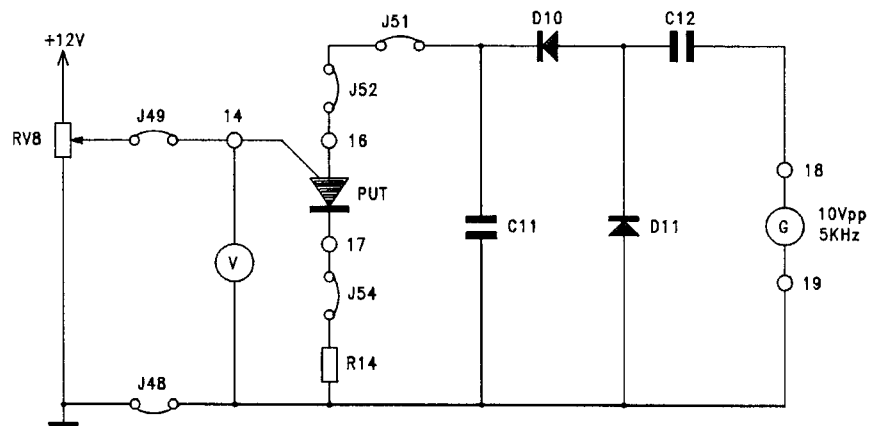 J51
D10
C12
+12V
J52
J49
14
RV8
16
18
PUT
10Vpp
G
5KHz
C11
D11
17
V
19
J54
R14
J48